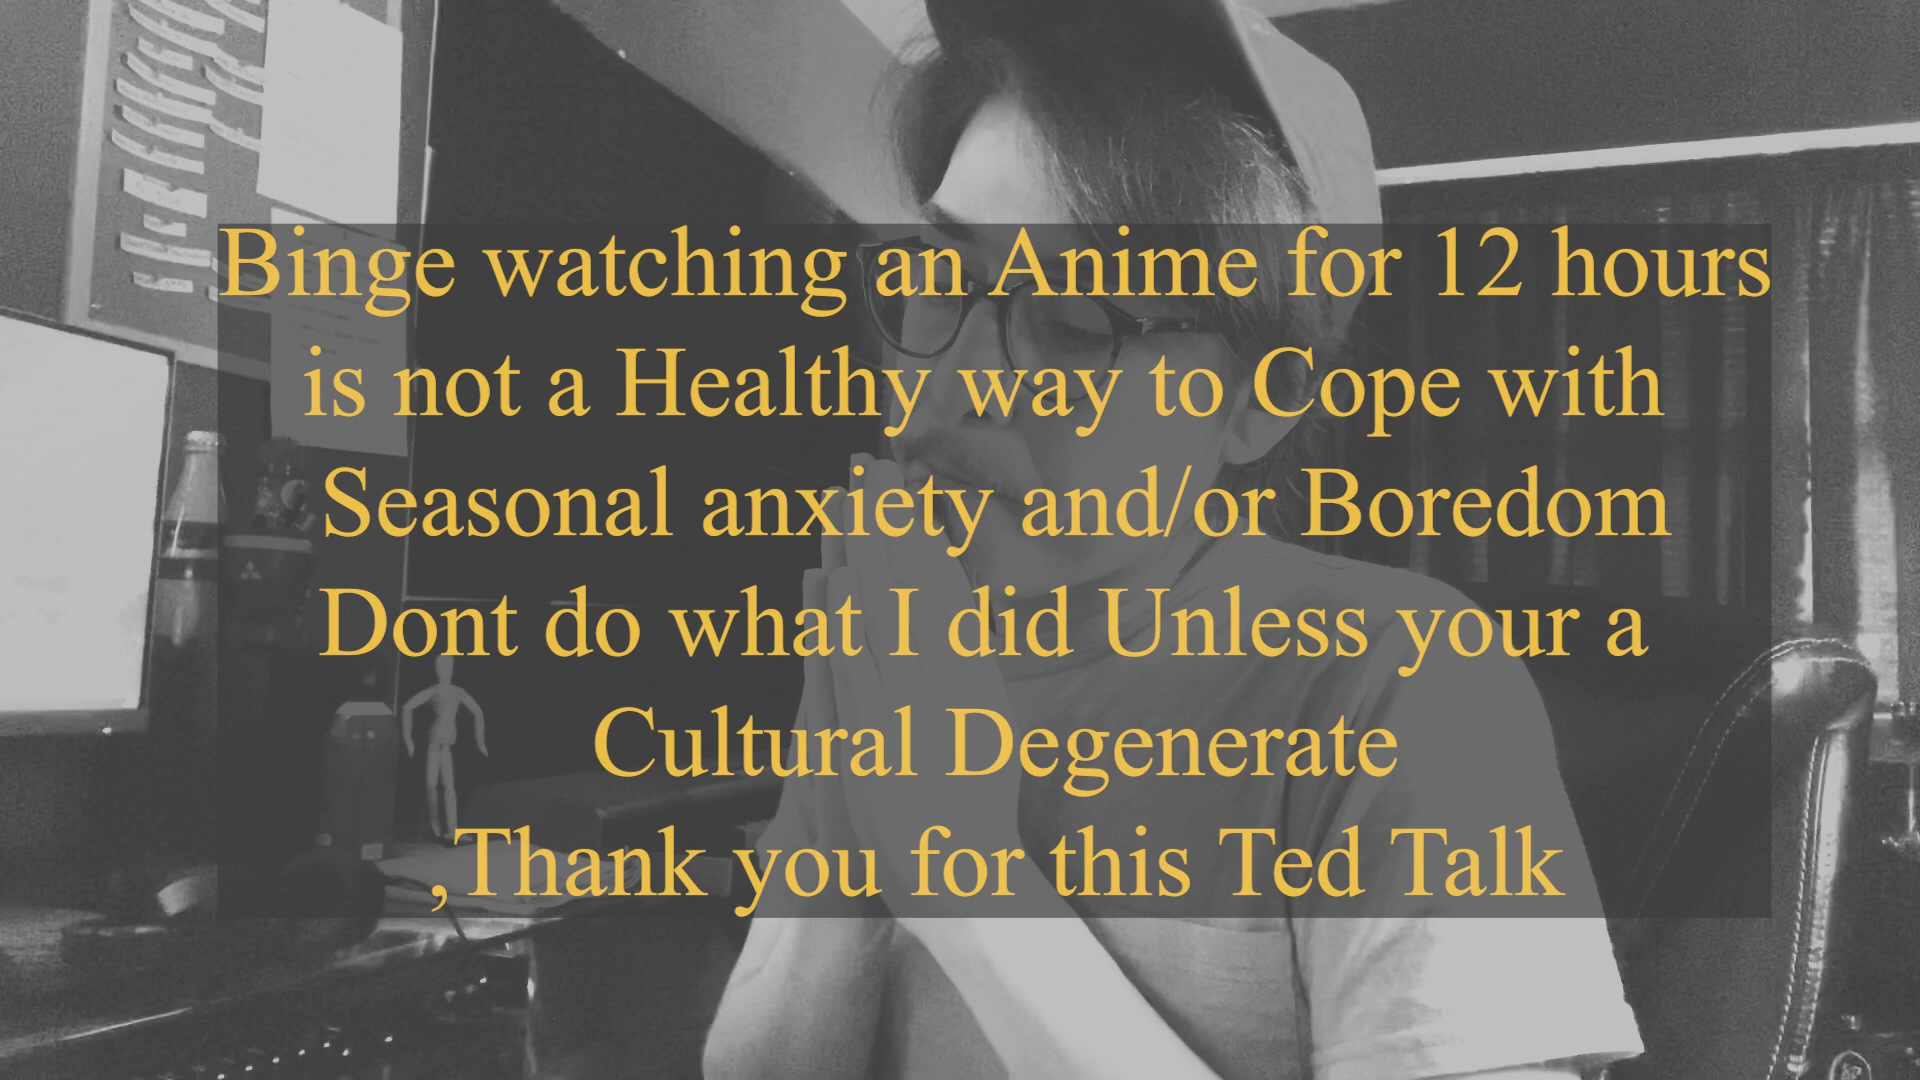 Binge watching an Anime for 12 hours
is not a Healthy way to Cope with
Seasonal anxiety and/or Boredom
Dont do what I did Unless your a
Cultural Degenerate
,Thank you for this Ted Talk